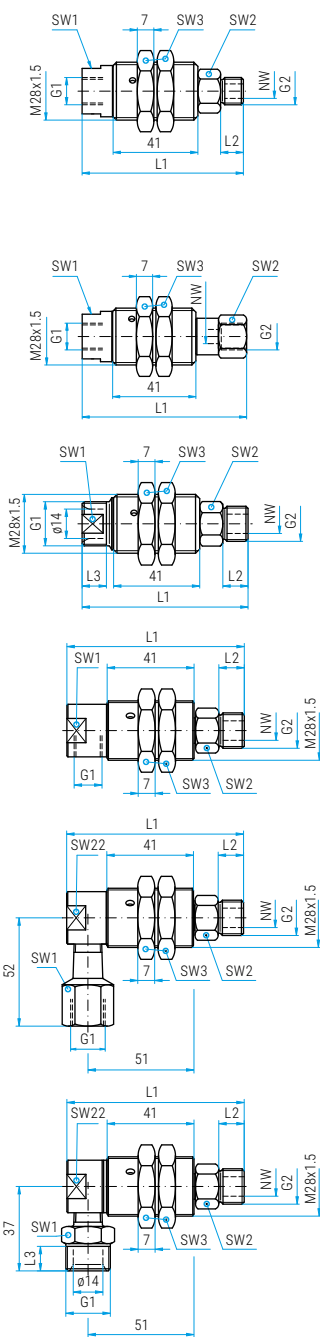 SW1 7 SW3 SW2
M28x1.5 G1 NW G2
41 L2
L1
SW1 7 SW3 SW2
NW
M28x1.5 G1 G2
41
L1
SW1 7 SW3 SW2
M28x1.5 G1 ø14 NW G2
L3 41 L2
L1
L1
SW1 41 L2
NW G2 M28x1.5
G1 7 SW3 SW2
L1
SW22 41 L2
NW G2 M28x1.5
52 SW1 7 SW3 SW2
G1
51
L1
SW22 41 L2
NW G2 M28x1.5
37 SW1 7 SW3 SW2
L3 ø14
G1
51